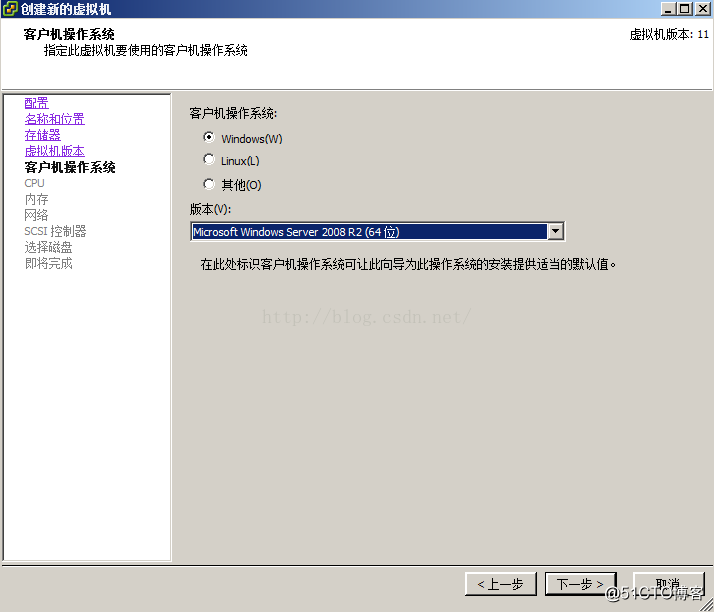 创建新的虚拟机
客户机操作系统
指定此虚拟机要使用的客户机操作系统
虚拟机版本: 11
配置
名称和位置
存储器
虚拟机版本
客户机操作系统
CPU
内存
网络
SCSI 控制器
选择磁盘
即将完成
客户机操作系统:
Windows(W)
Linux(L)
其他(O)
版本(V):
Microsoft Windows Server 2008 R2 (64 位)
在此处标识客户机操作系统可让此向导为此操作系统的安装提供适当的默认值。
http://blog.csdn.net/
< 上一步
下一步 >
取消
@51CTO博客